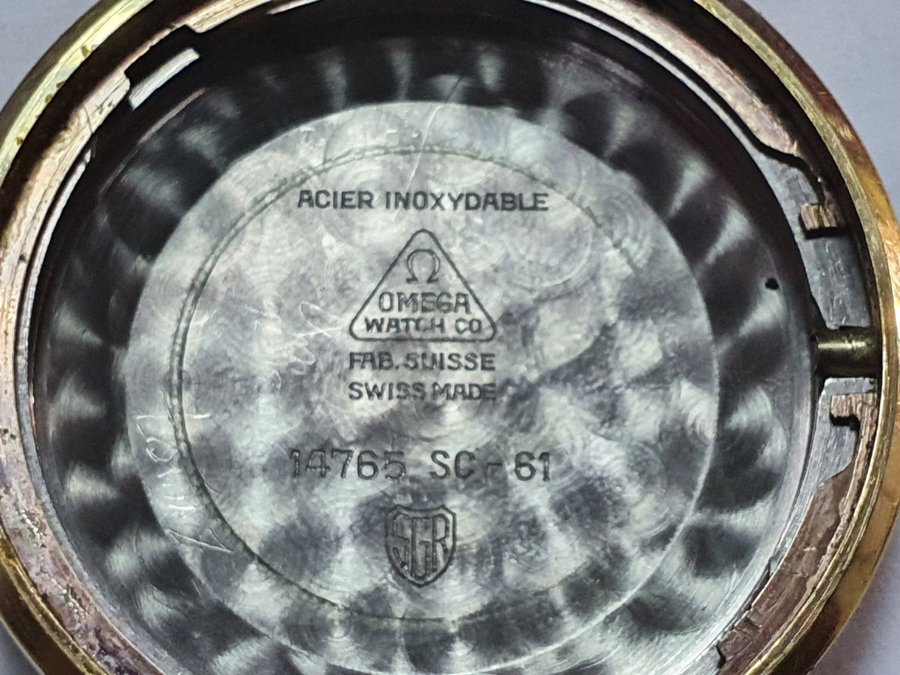 ACIER INOXYDABLE
Ω
OMEGA
WATCH CO
FAB. SUISSE
SWISS MADE
14765 SC - 61
SGR